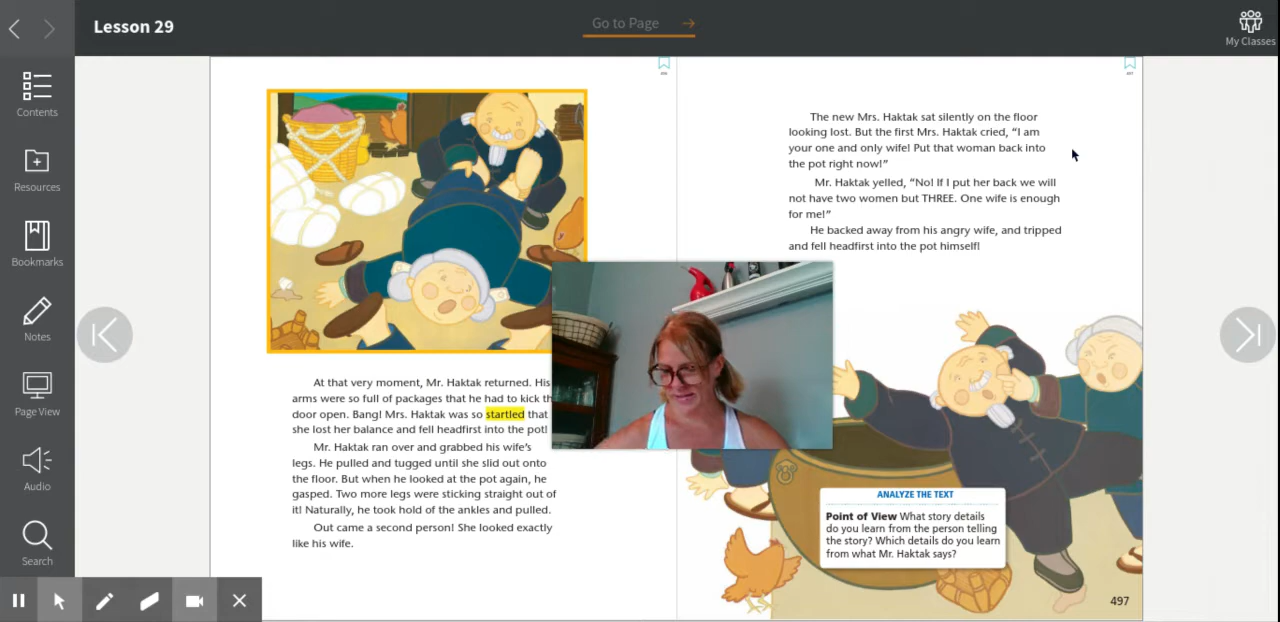 Lesson 29
Go to Page
My Classes
Contents
Resources
Bookmarks
Notes
Page View
Audio
Search
At that very moment, Mr. Haktak returned. His
arms were so full of packages that he had to kick th
door open. Bang! Mrs. Haktak was so startled that
she lost her balance and fell headfirst into the pot!
Mr. Haktak ran over and grabbed his wife's
legs. He pulled and tugged until she slid out onto
the floor. But when he looked at the pot again, he
gasped. Two more legs were sticking straight out of
it! Naturally, he took hold of the ankles and pulled.
Out came a second person! She looked exactly
like his wife.
The new Mrs. Haktak sat silently on the floor
looking lost. But the first Mrs. Haktak cried, “I am
your one and only wife! Put that woman back into
the pot right now!”
Mr. Haktak yelled, “No! If I put her back we will
not have two women but THREE. One wife is enough
for me!”
He backed away from his angry wife, and tripped
and fell headfirst into the pot himself!
ANALYZE THE TEXT
Point of View What story details
do you learn from the person telling
the story? Which details do you learn
from what Mr. Haktak says?
497